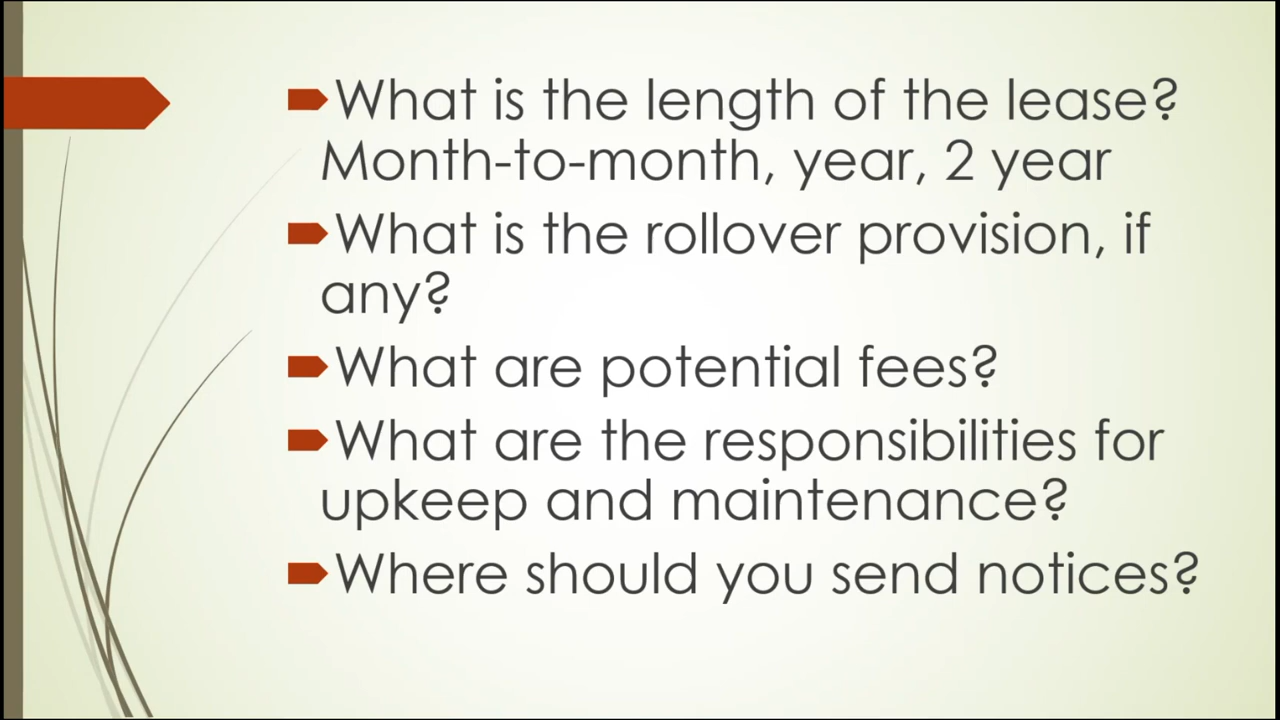 What is the length of the lease?
Month-to-month, year, 2 year
What is the rollover provision, if
any?
What are potential fees?
What are the responsibilities for
upkeep and maintenance?
Where should you send notices?